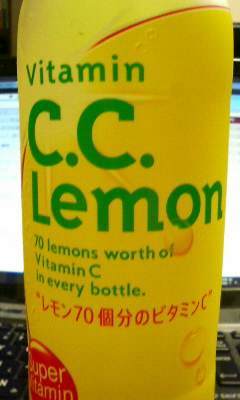 Vitamin
C.C.
Lemon
70 lemons worth of
Vitamin C
in every bottle.
“レモン70個分のビタミンC”
Super
Vitamin